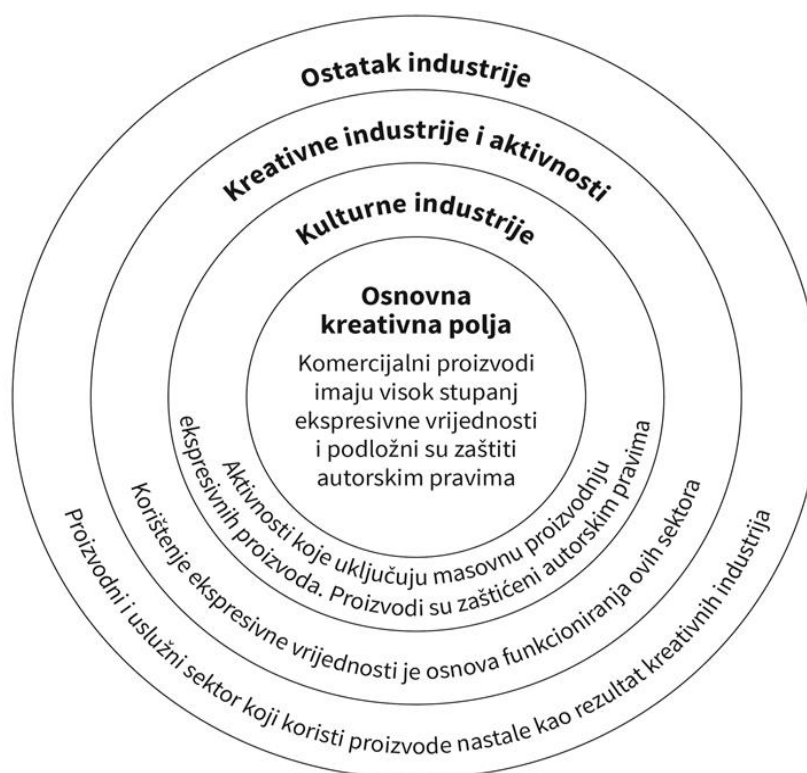 Ostatak industrije
Kreativne industrije i aktivnosti
Kulturne industrije
Osnovna
kreativna polja
Komercijalni proizvodi
imaju visok stupanj
ekspresivne vrijednosti
i podložni su zaštiti
autorskim pravima
Aktivnosti koje uključuju masovnu proizvodnju
ekspresivnih proizvoda. Proizvodi su zaštićeni autorskim pravima
Korištenje ekspresivne vrijednosti je osnova funkcioniranja ovih sektora
Proizvodni i uslužni sektor koji koristi proizvode nastale kao rezultat kreativnih industrija